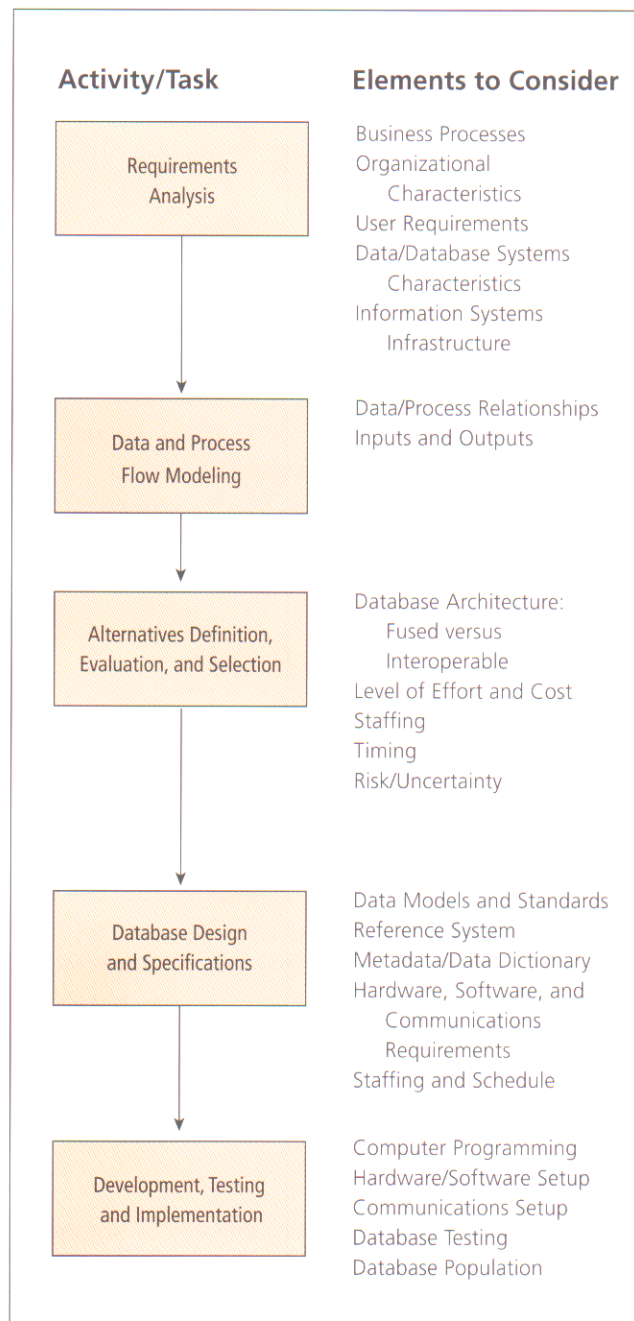 Activity/Task
Elements to Consider
Requirements
Analysis
Business Processes
Organizational
Characteristics
User Requirements
Data/Database Systems
Characteristics
Information Systems
Infrastructure
Data and Process
Flow Modeling
Data/Process Relationships
Inputs and Outputs
Alternatives Definition,
Evaluation, and Selection
Database Architecture:
Fused versus
Interoperable
Level of Effort and Cost
Staffing
Timing
Risk/Uncertainty
Database Design
and Specifications
Data Models and Standards
Reference System
Metadata/Data Dictionary
Hardware, Software, and
Communications
Requirements
Staffing and Schedule
Development, Testing
and Implementation
Computer Programming
Hardware/Software Setup
Communications Setup
Database Testing
Database Population